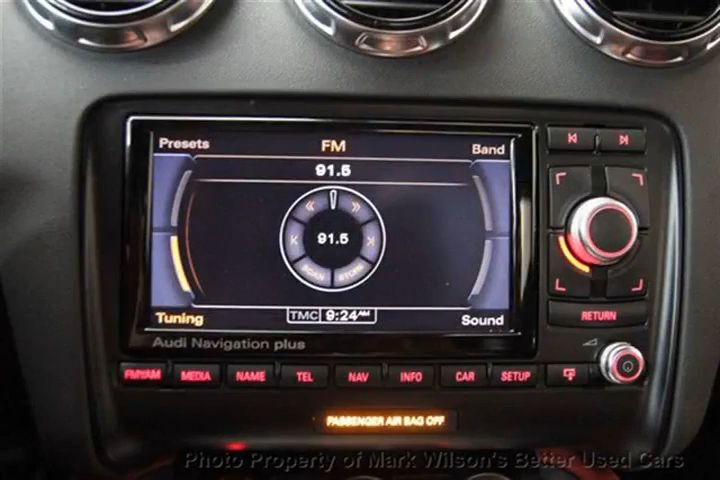 Presets FM Band
91.5
91.5
SCAN STORE
TMC 9:24 AM
Tuning Sound
Audi Navigation plus
RETURN
FM/AM MEDIA NAME TEL NAV INFO CAR SETUP
PASSENGER AIR BAG OFF
Photo Property of Mark Wilson's Better Used Cars